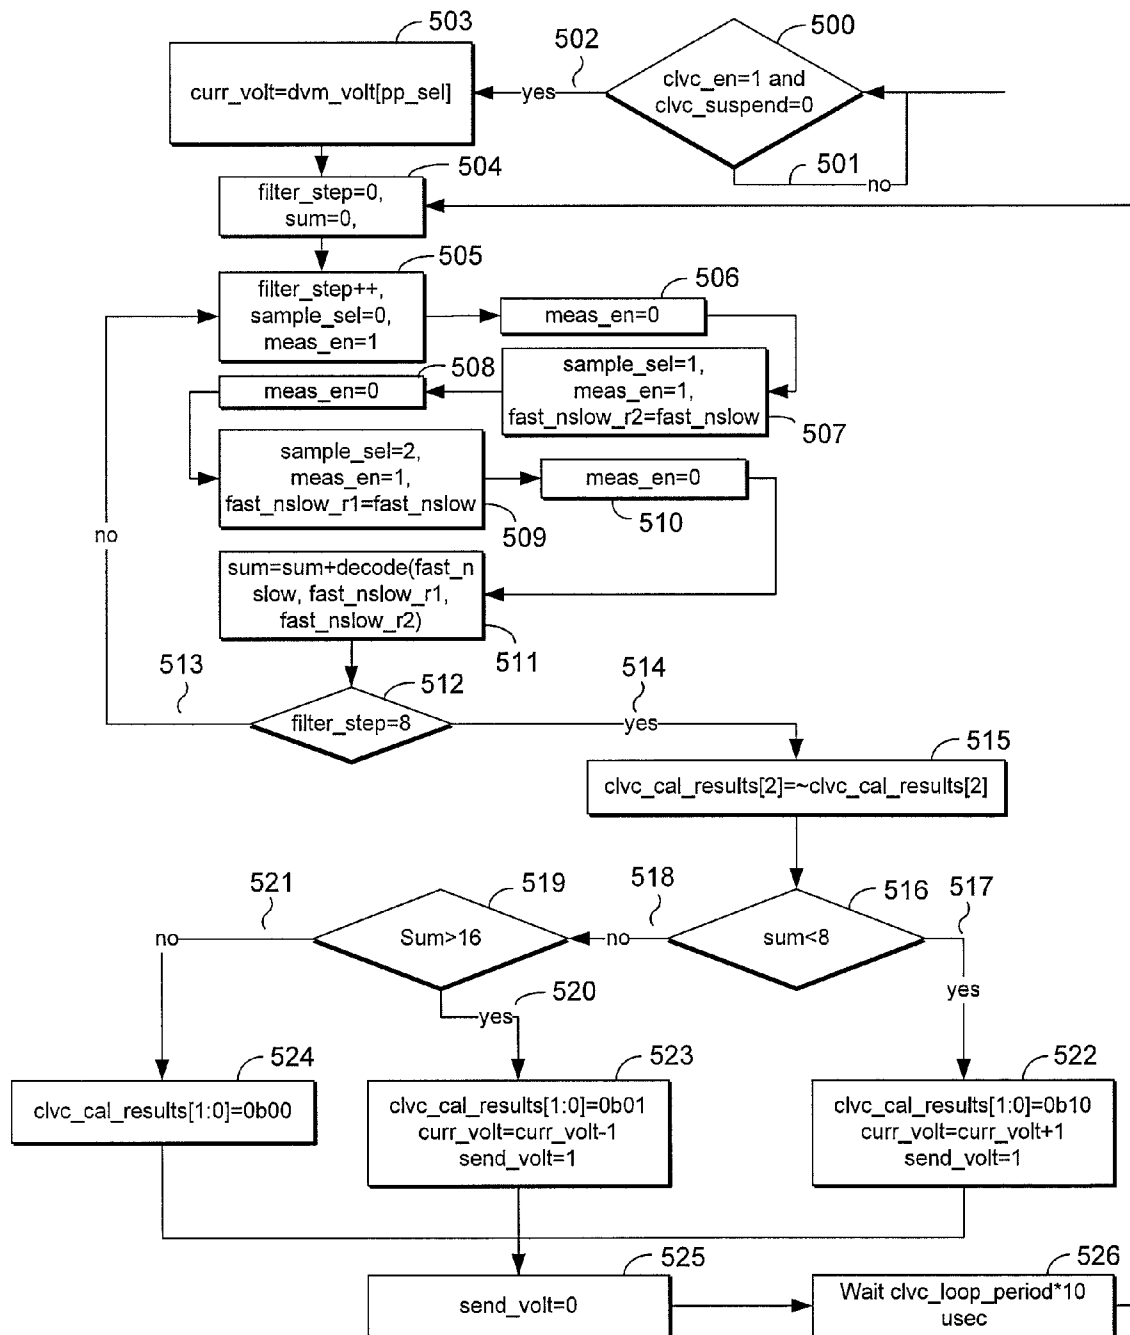 503
502
500
curr_volt=dvm_volt[pp_sel]
yes
clvc_en=1 and
clvc_suspend=0
501
no
504
filter_step=0,
sum=0,
505
filter_step++,
sample_sel=0,
meas_en=1
506
meas_en=0
508
meas_en=0
sample_sel=1,
meas_en=1,
fast_nslow_r2=fast_nslow
507
sample_sel=2,
meas_en=1,
fast_nslow_r1=fast_nslow
509
meas_en=0
510
no
sum=sum+decode(fast_n
slow, fast_nslow_r1,
fast_nslow_r2)
511
513
512
514
filter_step=8
yes
515
clvc_cal_results[2]=~clvc_cal_results[2]
521
519
518
516
517
no
Sum>16
no
sum<8
yes
520
yes
524
clvc_cal_results[1:0]=0b00
523
clvc_cal_results[1:0]=0b01
curr_volt=curr_volt-1
send_volt=1
522
clvc_cal_results[1:0]=0b10
curr_volt=curr_volt+1
send_volt=1
525
send_volt=0
526
Wait clvc_loop_period*10
usec